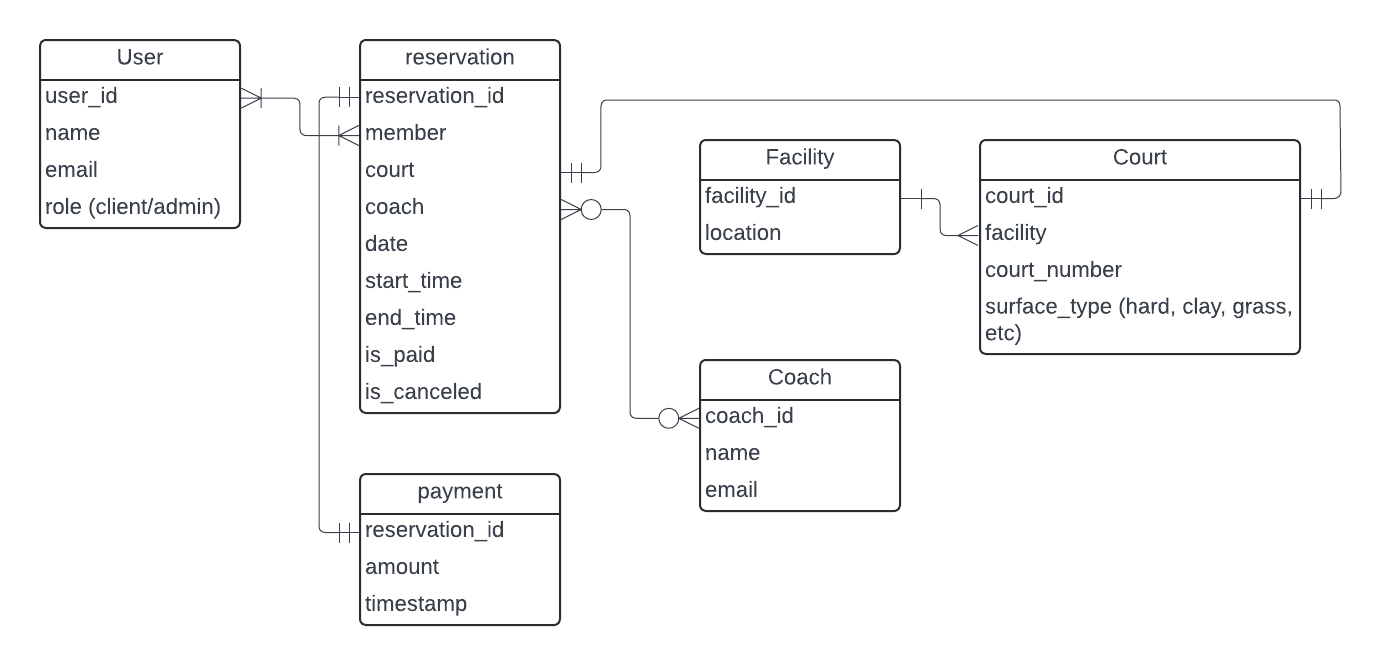 User
user_id
name
email
role (client/admin)
reservation
reservation_id
member
court
coach
date
start_time
end_time
is_paid
is_canceled
Facility
facility_id
location
Court
court_id
facility
court_number
surface_type (hard, clay, grass,
etc)
Coach
coach_id
name
email
payment
reservation_id
amount
timestamp